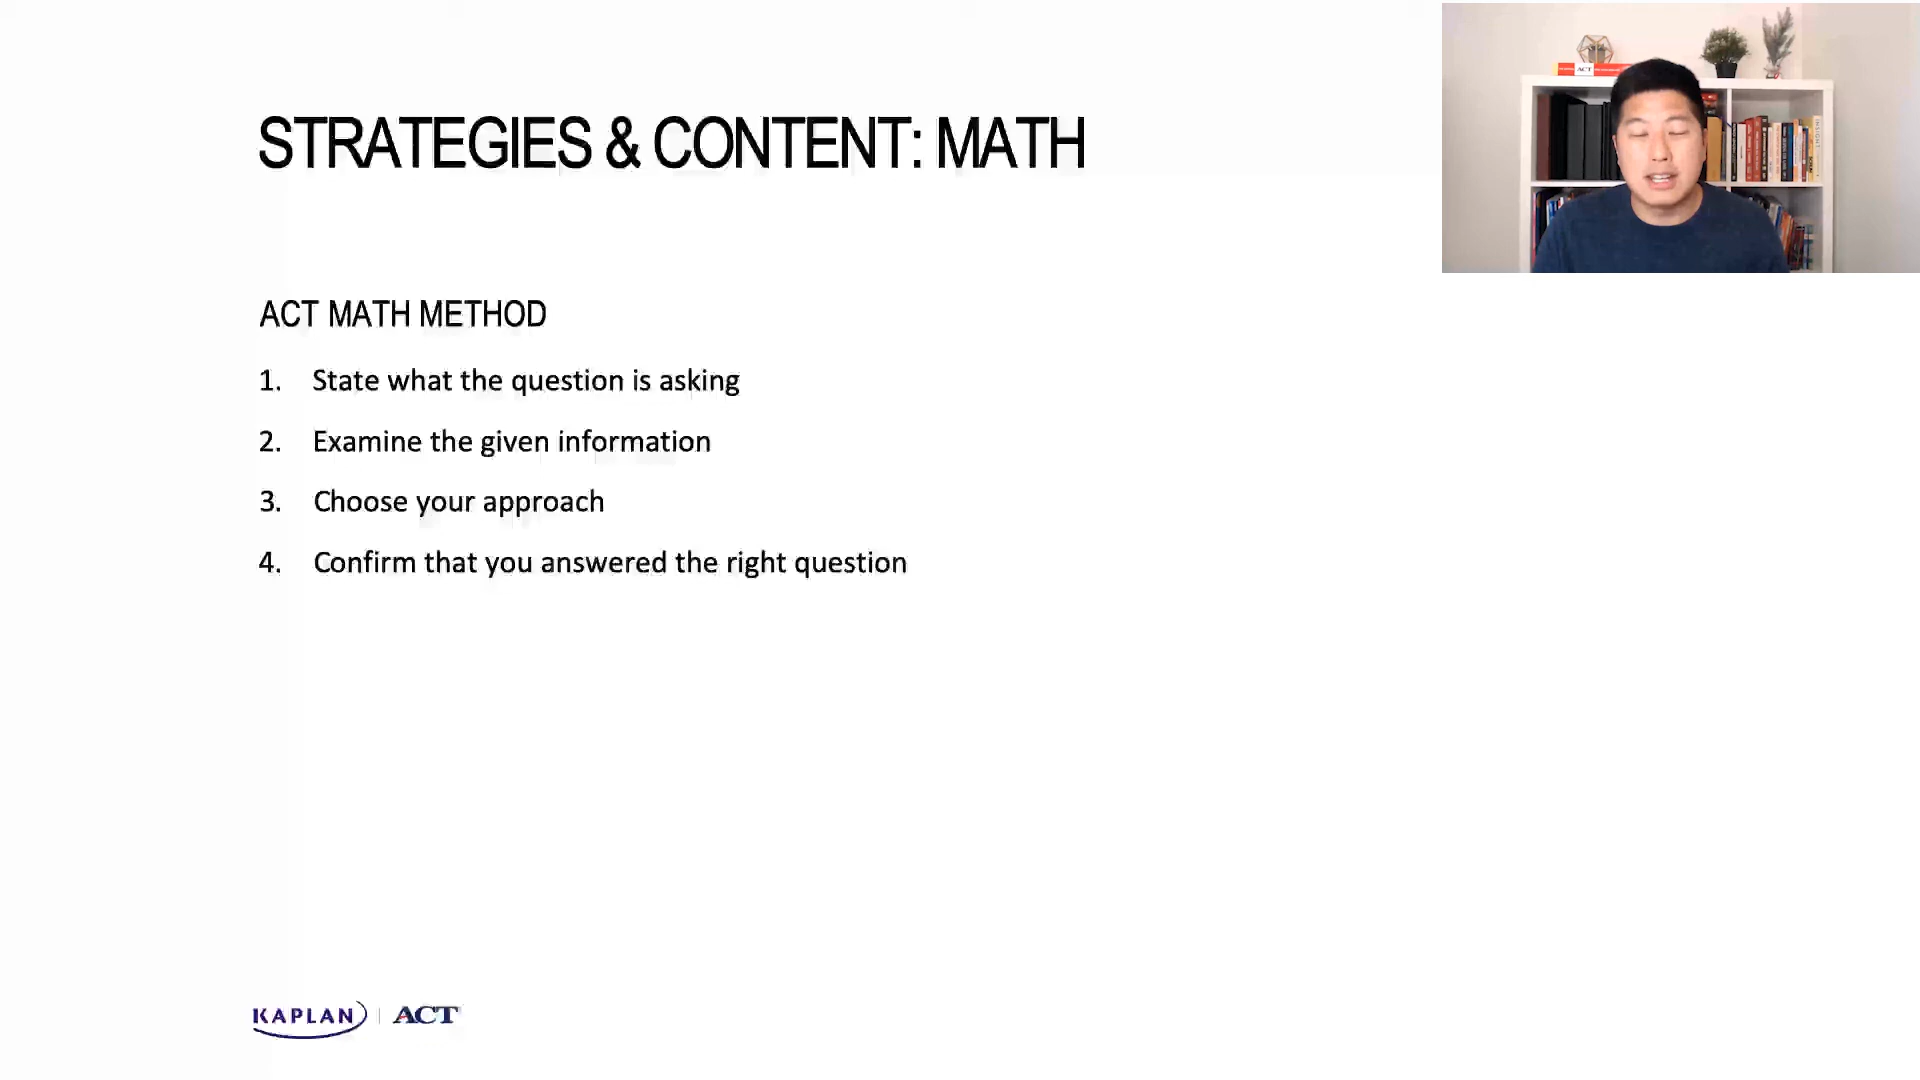 STRATEGIES & CONTENT: MATH
ACT
ACT MATH METHOD
1. State what the question is asking
2. Examine the given information
3. Choose your approach
4. Confirm that you answered the right question
KAPLAN | ACT